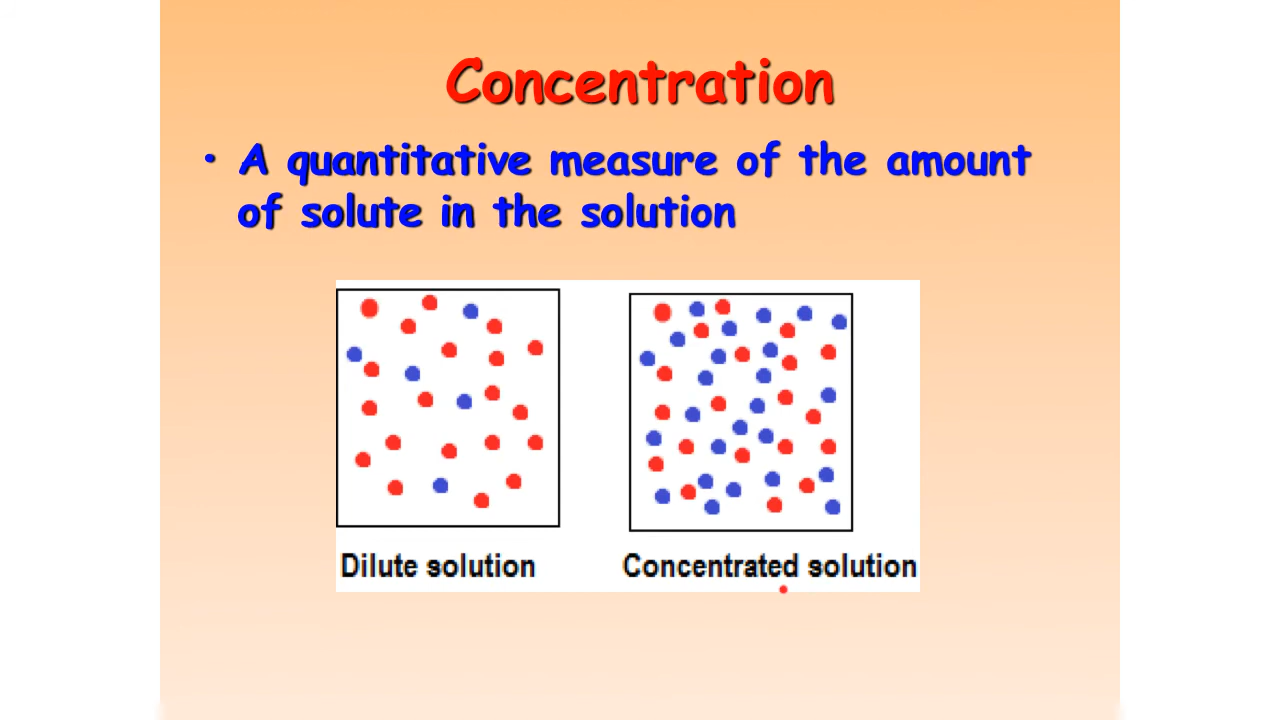 Concentration
• A quantitative measure of the amount
of solute in the solution
Dilute solution
Concentrated solution